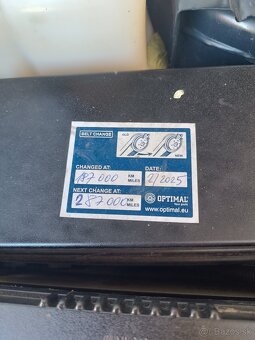 BELT CHANGE
OLD
NEW
CHANGED AT:
187 000 KM MILES
DATE:
2/2025
NEXT CHANGE AT:
287 000 KM MILES
OPTIMAL
www.optimal.eu